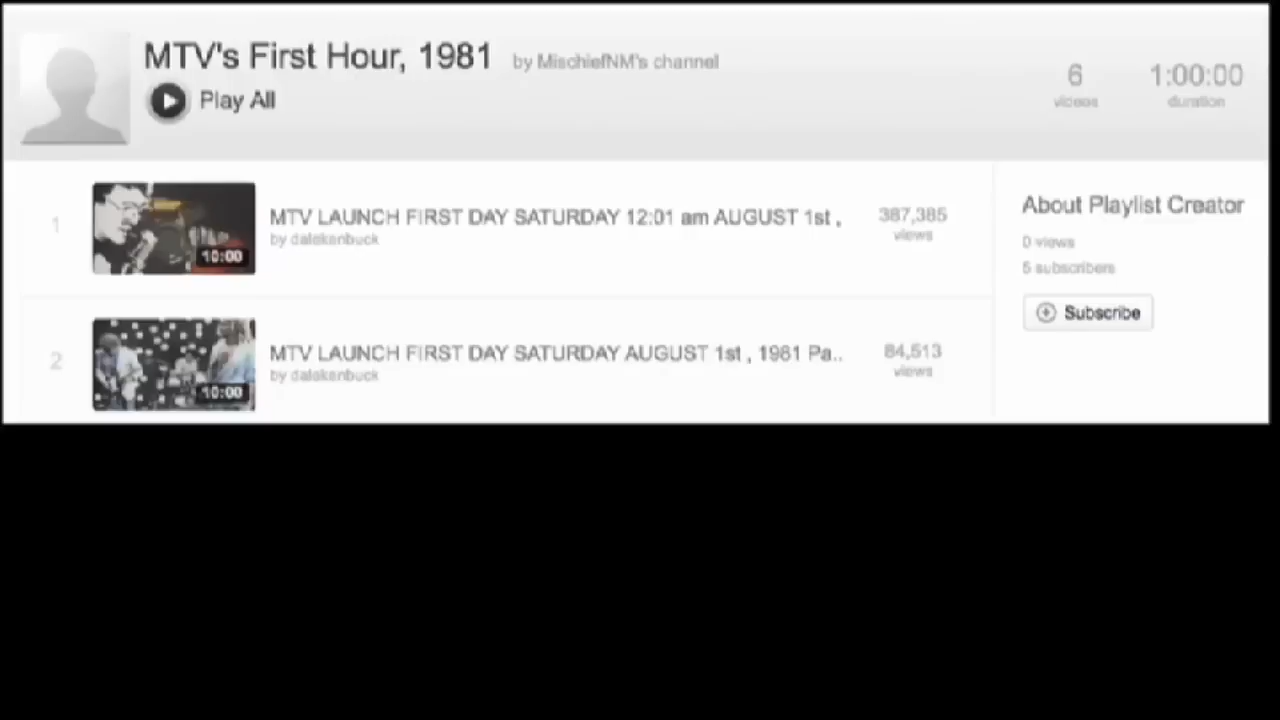 MTV's First Hour, 1981 by MischiefNM's channel
Play All
6
videos
1:00:00
duration
1
10:00
MTV LAUNCH FIRST DAY SATURDAY 12:01 am AUGUST 1st ,
by dalekenbuck
387,385
views
2
10:00
MTV LAUNCH FIRST DAY SATURDAY AUGUST 1st , 1981 Pa..
by dalekenbuck
84,513
views
About Playlist Creator
0 views
5 subscribers
Subscribe